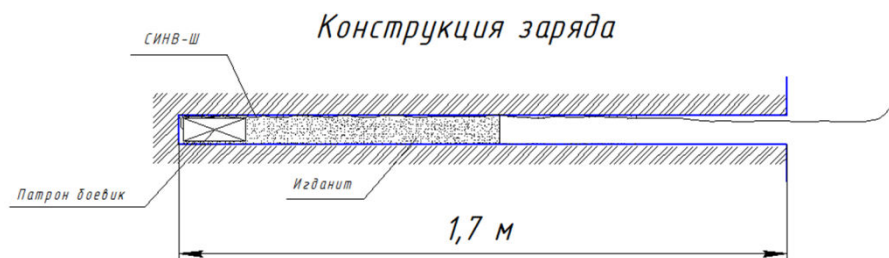 Конструкция заряда
СИНВ-Ш
Патрон боевик
Игданит
1,7 м